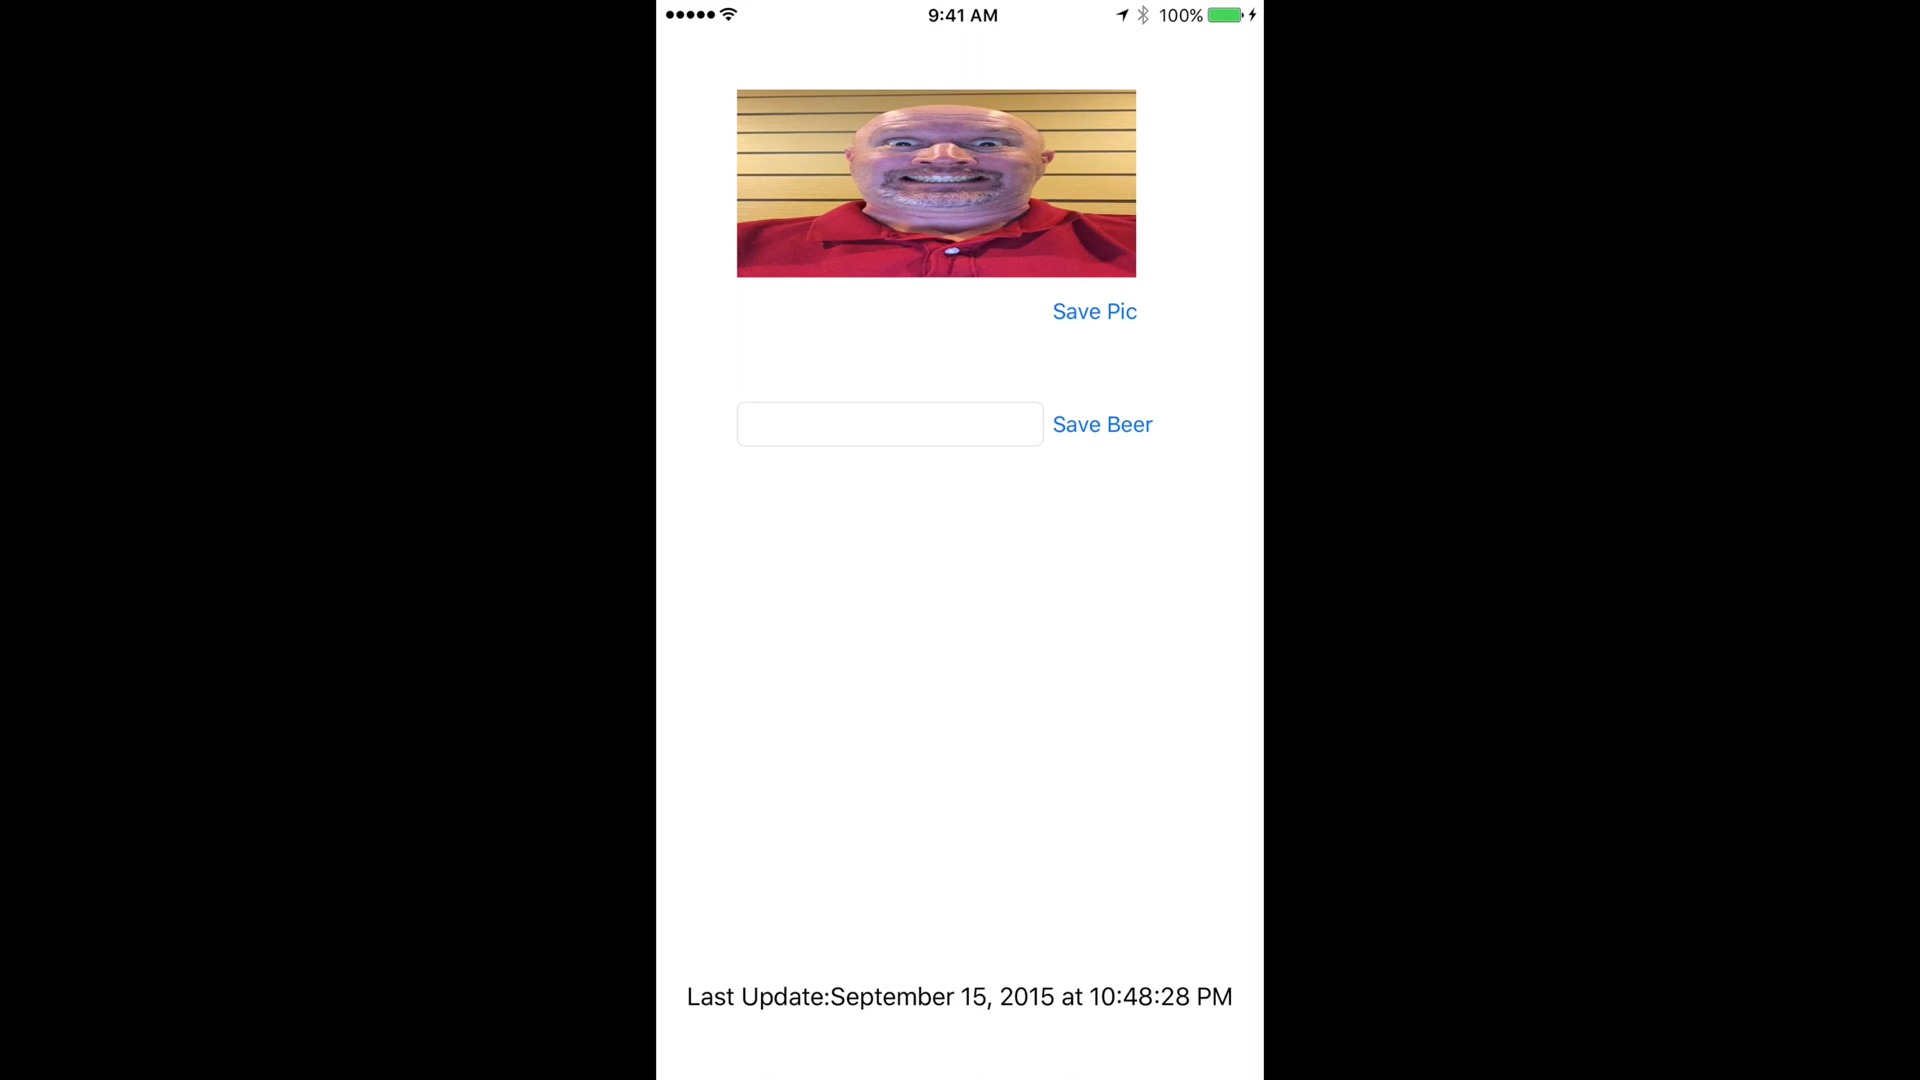 9:41 AM 100%
Save Pic
Save Beer
Last Update:September 15, 2015 at 10:48:28 PM